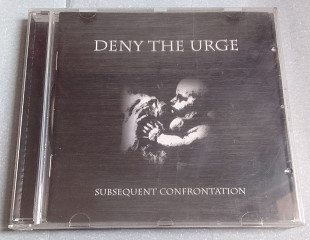 DENY THE URGE
SUBSEQUENT CONFRONTATION